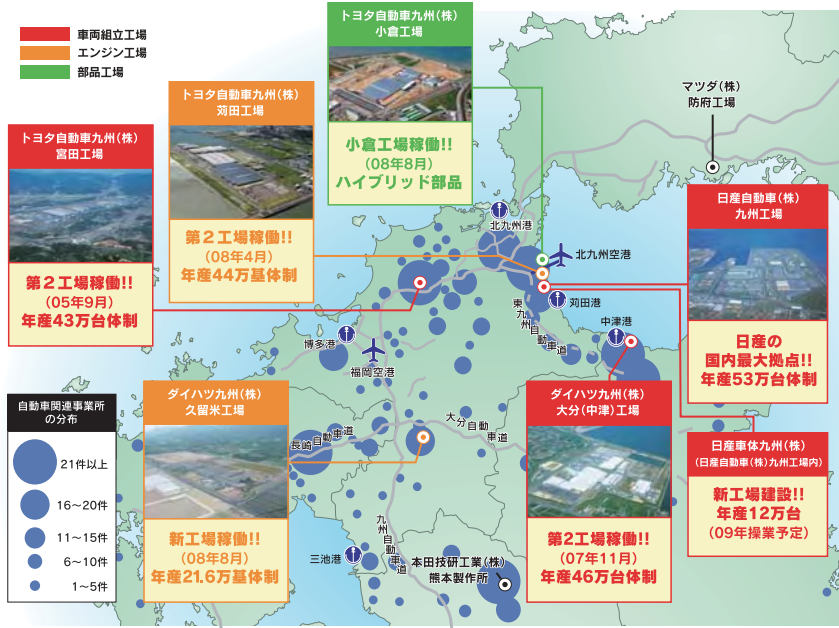 車両組立工場
エンジン工場
部品工場
トヨタ自動車九州(株)
小倉工場
小倉工場稼働!!
(08年8月)
ハイブリッド部品
トヨタ自動車九州(株)
苅田工場
第2工場稼働!!
(08年4月)
年産44万基体制
トヨタ自動車九州(株)
宮田工場
第2工場稼働!!
(05年9月)
年産43万台体制
マツダ(株)
防府工場
日産自動車(株)
九州工場
日産の
国内最大拠点!!
年産53万台体制
北九州港
北九州空港
苅田港
東九州自動車道
中津港
博多港
福岡空港
自動車関連事業所
の分布
21件以上
16〜20件
11〜15件
6〜10件
1〜5件
ダイハツ九州(株)
久留米工場
新工場稼働!!
(08年8月)
年産21.6万基体制
長崎自動車道
大分自動車道
九州自動車道
三池港
本田技研工業(株)
熊本製作所
ダイハツ九州(株)
大分(中津)工場
第2工場稼働!!
(07年11月)
年産46万台体制
日産車体九州(株)
(日産自動車(株)九州工場内)
新工場建設!!
年産12万台
(09年操業予定)